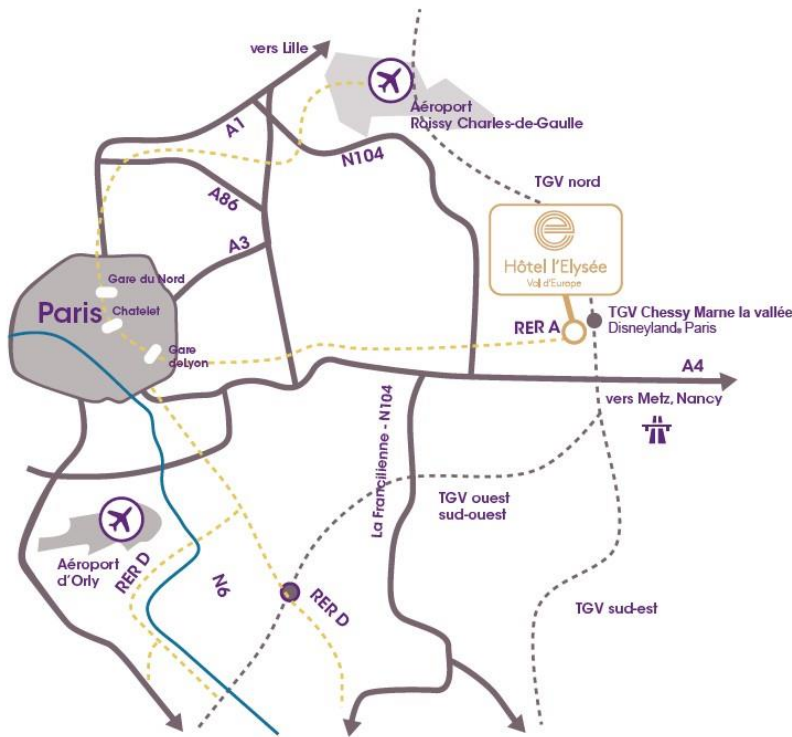 vers Lille
Aéroport
Roissy Charles-de-Gaulle
A1
N104
TGV nord
A86
A3
Hôtel l'Elysée
Val d'Europe
Gare du Nord
Paris
Chatelet
TGV Chessy Marne la vallée
Disneyland® Paris
RER A
Gare
deLyon
A4
vers Metz, Nancy
La Francilienne - N104
TGV ouest
sud-ouest
Aéroport
d'Orly
RER D
N6
RER D
TGV sud-est